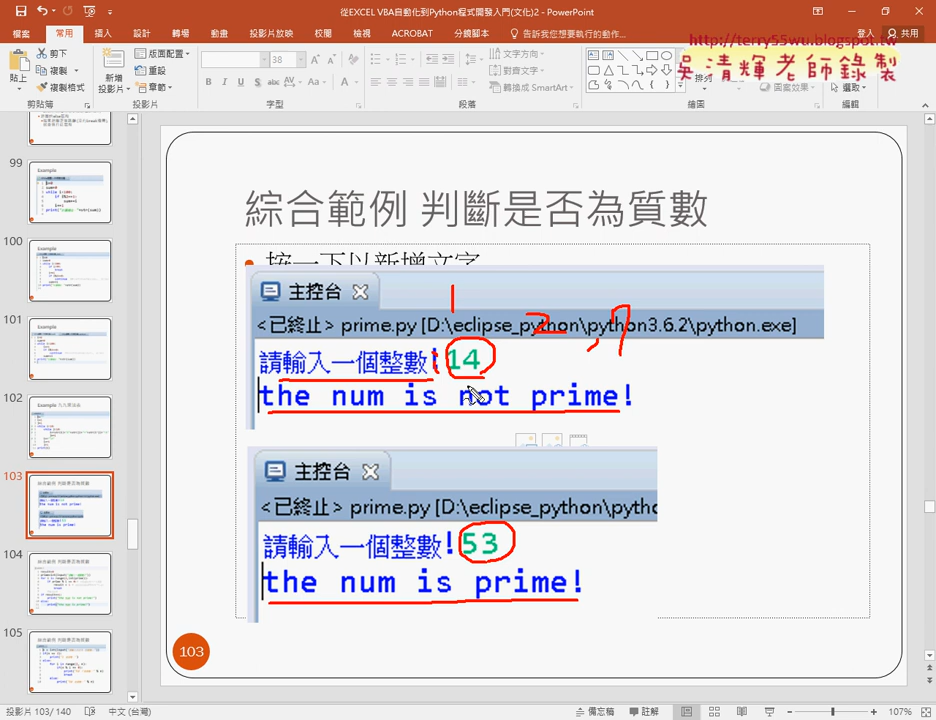 從EXCEL VBA自動化到Python程式開發入門(文化)2 - PowerPoint
檔案 常用 插入 設計 轉場 動畫 投影片放映 校閱 檢視 ACROBAT 分鏡腳本 告訴我您想要執行的動作... 登入 共用
http://terry55wu.blogspot.tw
吳清輝老師錄製
貼上 剪下 複製 複製格式 新增投影片 版面配置 重設 章節 38 文字方向 對齊文字 轉換成 SmartArt 排列 圖案效果 選取
B I U S abc AV Aa A
剪貼簿 投影片 字型 段落 繪圖 編輯
99
100
101
102
103
104
105
綜合範例 判斷是否為質數
按一下以新增文字
主控台
1 2 , 7
<已終止> prime.py [D:\eclipse_python\python3.6.2\python.exe]
請輸入一個整數!14
the num is not prime!
主控台
<已終止> prime.py [D:\eclipse_python\pytho
請輸入一個整數!53
the num is prime!
103
投影片 103/ 140 中文 (台灣) 備忘稿 註解 107%